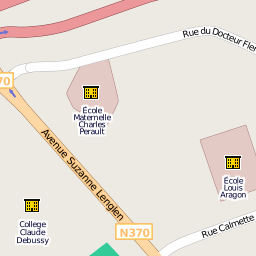 Rue du Docteur Fle
70
École
Maternelle
Charles
Perault
Avenue Suzanne Lenglen
École
Louis
Aragon
College
Claude
Debussy
N370
Rue Calmette